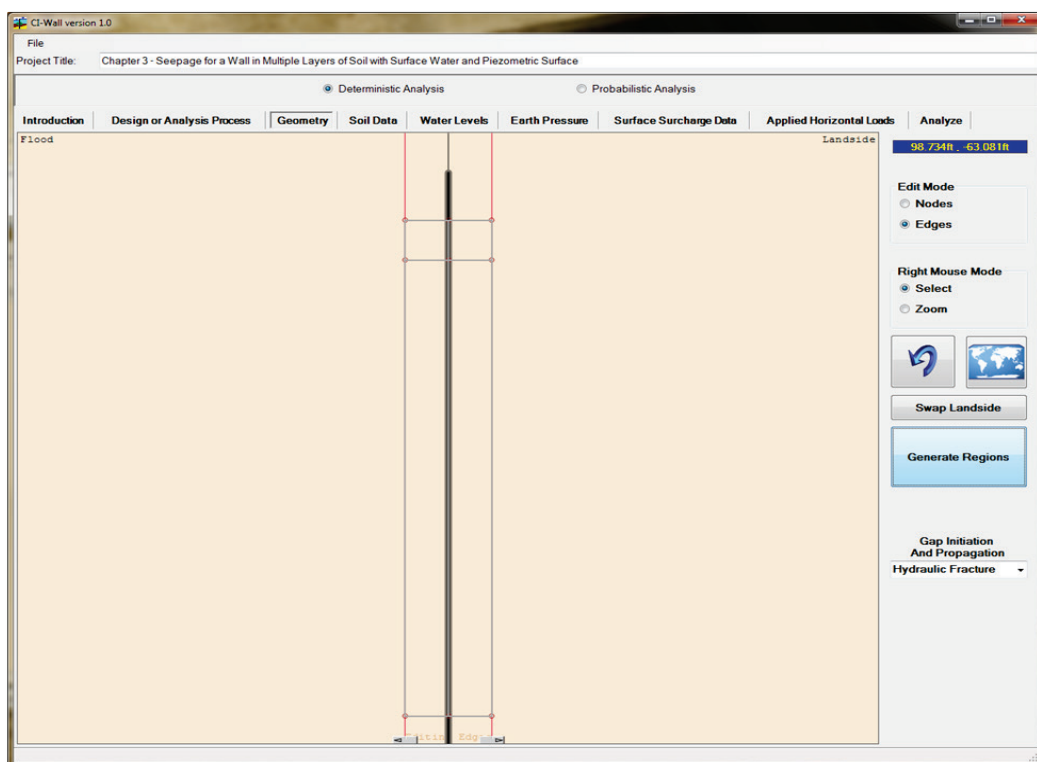 CI-Wall version 1.0
File
Project Title: Chapter 3 - Seepage for a Wall in Multiple Layers of Soil with Surface Water and Piezometric Surface
Deterministic Analysis Probabilistic Analysis
Introduction Design or Analysis Process Geometry Soil Data Water Levels Earth Pressure Surface Surcharge Data Applied Horizontal Loads Analyze
Flood Landside 98.734ft , -63.081ft
Edit Mode
Nodes
Edges
Right Mouse Mode
Select
Zoom
Swap Landside
Generate Regions
Gap Initiation
And Propagation
Hydraulic Fracture